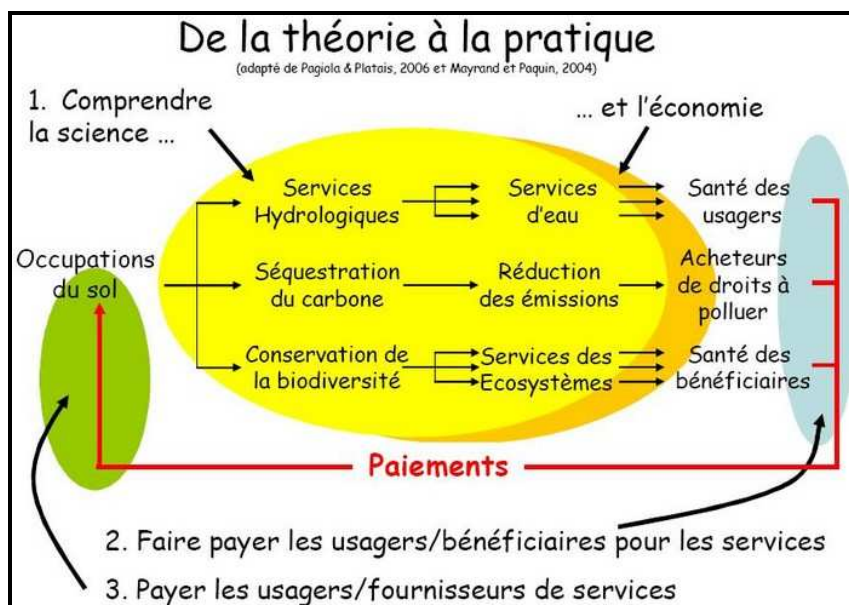 De la théorie à la pratique
(adapté de Pagiola & Platais, 2006 et Mayrand et Paquin, 2004)
1. Comprendre
la science ...
... et l'économie
Services
Hydrologiques
Services
d'eau
Santé des
usagers
Occupations
du sol
Séquestration
du carbone
Réduction
des émissions
Acheteurs
de droits à
polluer
Conservation de
la biodiversité
Services des
Ecosystèmes
Santé des
bénéficiaires
Paiements
2. Faire payer les usagers/bénéficiaires pour les services
3. Payer les usagers/fournisseurs de services